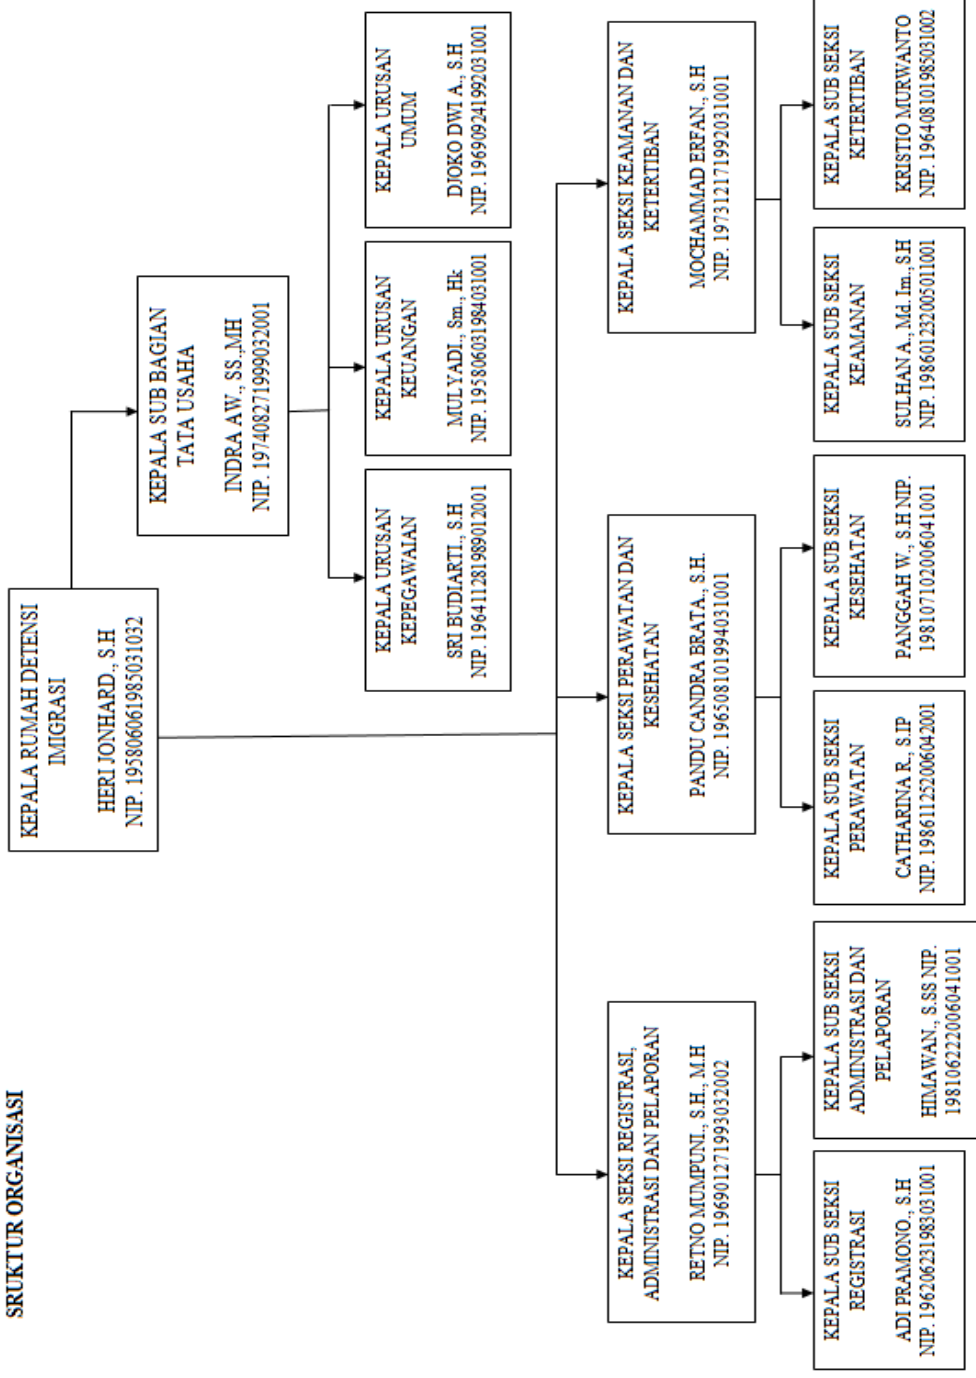 SRUKTUR ORGANISASI
KEPALA RUMAH DETENSI
IMIGRASI
HERI JONHARD., S.H
NIP. 195806061985031032
KEPALA SUB BAGIAN
TATA USAHA
INDRA AW., SS.,MH
NIP. 197408271999032001
KEPALA URUSAN
KEPEGAWAIAN
SRI BUDIARTI., S.H
NIP. 196411281989012001
KEPALA URUSAN
KEUANGAN
MULYADI., Sm., Hk
NIP. 195806031984031001
KEPALA URUSAN
UMUM
DJOKO DWI A., S.H
NIP. 196909241992031001
KEPALA SEKSI REGISTRASI,
ADMINISTRASI DAN PELAPORAN
RETNO MUMPUNI., S.H., M.H
NIP. 196901271993032002
KEPALA SEKSI PERAWATAN DAN
KESEHATAN
PANDU CANDRA BRATA., S.H.
NIP. 196508101994031001
KEPALA SEKSI KEAMANAN DAN
KETERTIBAN
MOCHAMMAD ERFAN., S.H
NIP. 197312171992031001
KEPALA SUB SEKSI
REGISTRASI
ADI PRAMONO., S.H
NIP. 196206231983031001
KEPALA SUB SEKSI
ADMINISTRASI DAN
PELAPORAN
HIMAWAN., S.SS NIP.
198106222006041001
KEPALA SUB SEKSI
PERAWATAN
CATHARINA R., S.IP
NIP. 198611252006042001
KEPALA SUB SEKSI
KESEHATAN
PANGGAH W., S.H NIP.
198107102006041001
KEPALA SUB SEKSI
KEAMANAN
SULHAN A., Md. Im.,S.H
NIP. 198601232005011001
KEPALA SUB SEKSI
KETERTIBAN
KRISTIO MURWANTO
NIP. 196408101985031002